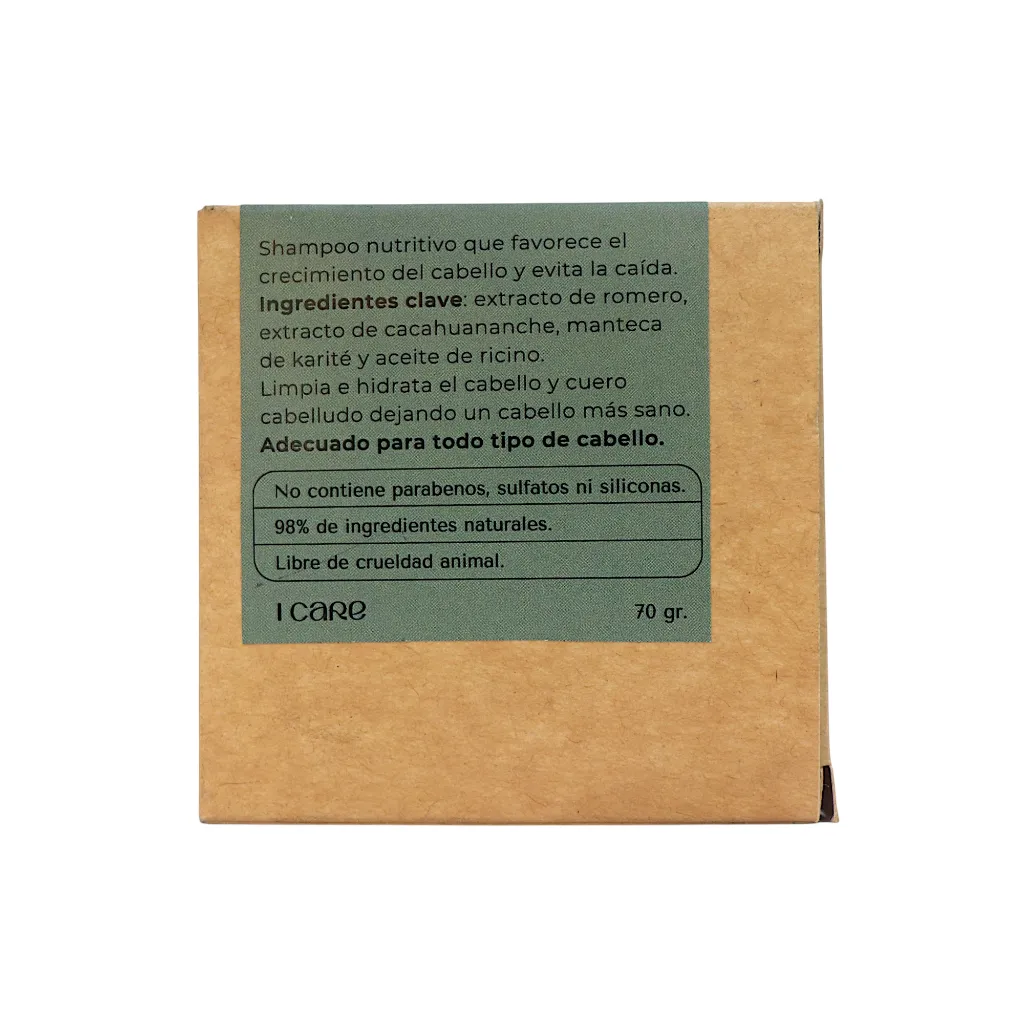 Shampoo nutritivo que favorece el
crecimiento del cabello y evita la caída.
Ingredientes clave: extracto de romero,
extracto de cacahuananche, manteca
de karité y aceite de ricino.
Limpia e hidrata el cabello y cuero
cabelludo dejando un cabello más sano.
Adecuado para todo tipo de cabello.
No contiene parabenos, sulfatos ni siliconas.
98% de ingredientes naturales.
Libre de crueldad animal.
I CARE 70 gr.